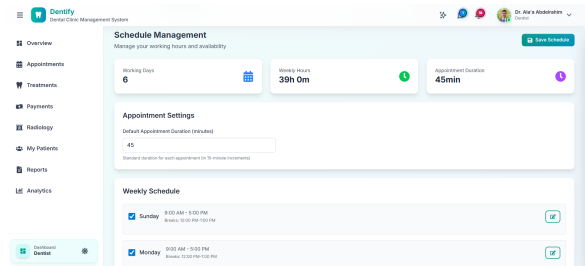 Dentify
Dental Clinic Management System
Dr. Ala'a Abdelrahim
Dentist
Overview
Appointments
Treatments
Payments
Radiology
My Patients
Reports
Analytics
Dashboard
Dentist
Schedule Management
Manage your working hours and availability
Save Schedule
Working Days
6
Weekly Hours
39h 0m
Appointment Duration
45min
Appointment Settings
Default Appointment Duration (minutes)
45
Standard duration for each appointment (in 15-minute increments)
Weekly Schedule
Sunday
9:00 AM - 5:00 PM
Breaks: 12:00 PM-1:00 PM
Monday
9:00 AM - 5:00 PM
Breaks: 12:00 PM-1:00 PM